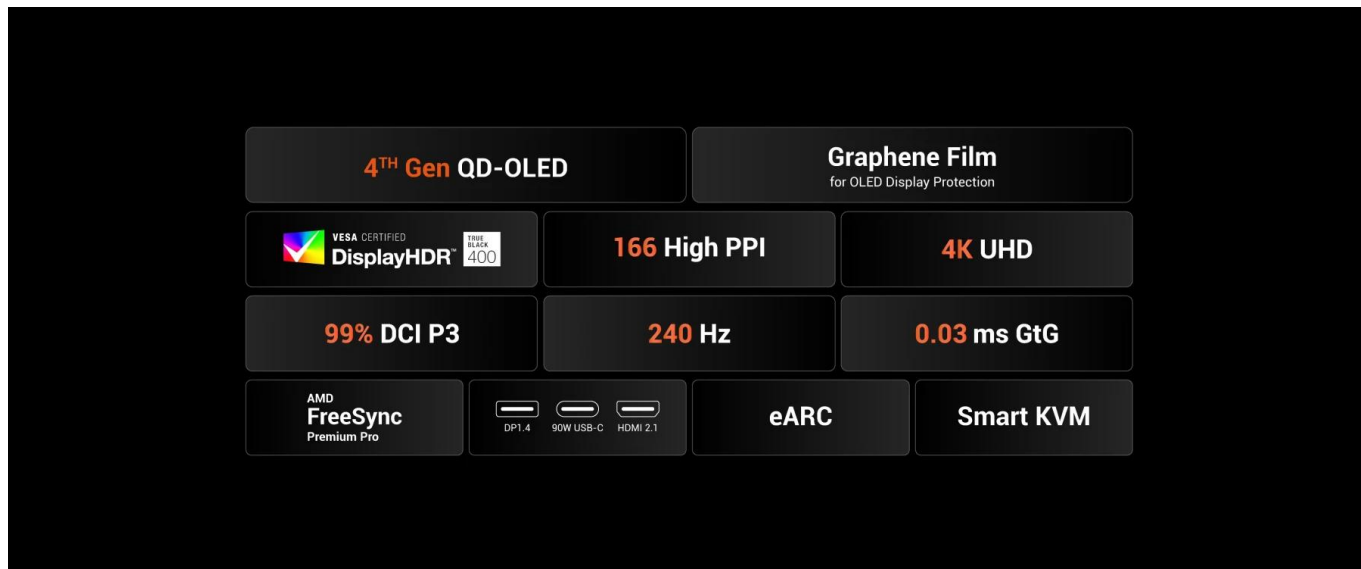 4TH Gen QD-OLED
Graphene Film
for OLED Display Protection
VESA CERTIFIED
DisplayHDR™
TRUE
BLACK
400
166 High PPI
4K UHD
99% DCI P3
240 Hz
0.03 ms GtG
AMD
FreeSync
Premium Pro
DP1.4
90W USB-C
HDMI 2.1
eARC
Smart KVM